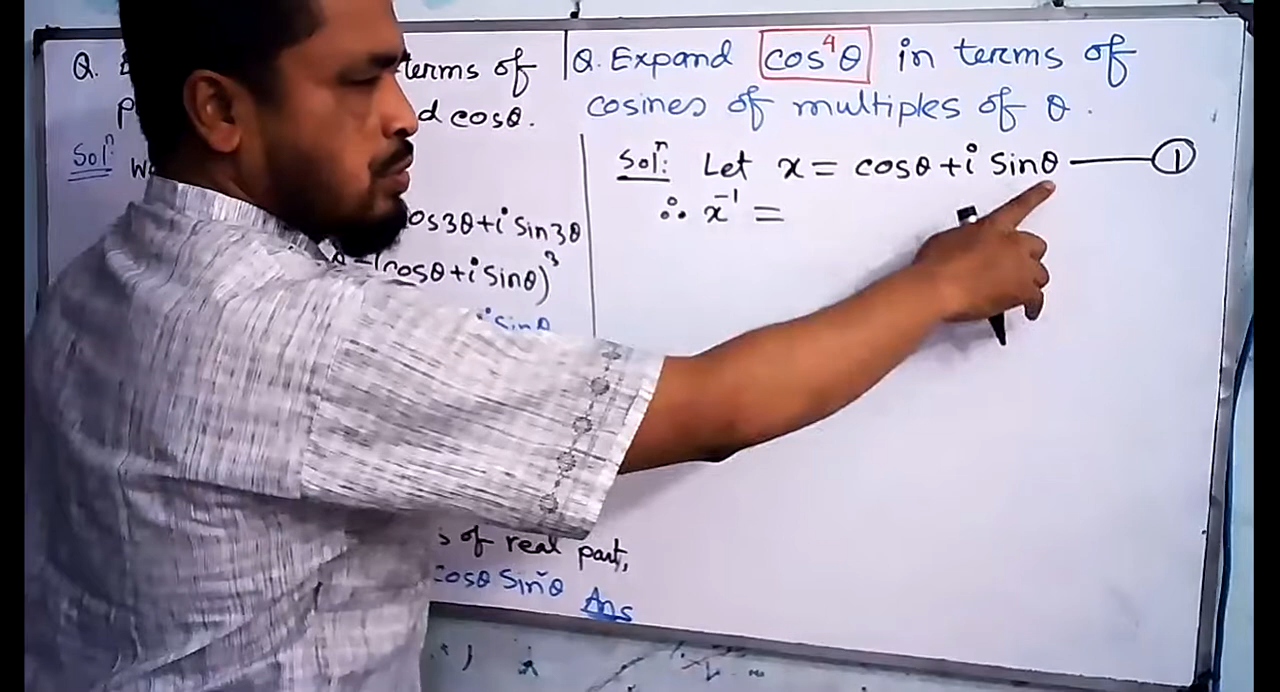 Q. terms of
d cosθ.
Solⁿ: W
os3θ+i sin3θ
(cosθ+i sinθ)³
i sinθ
s of real part,
cosθ Sin²θ Ans
Q. Expand cos⁴θ in terms of
cosines of multiples of θ.
Solⁿ: Let x = cosθ+i Sinθ —— ①
∴ x⁻¹ =